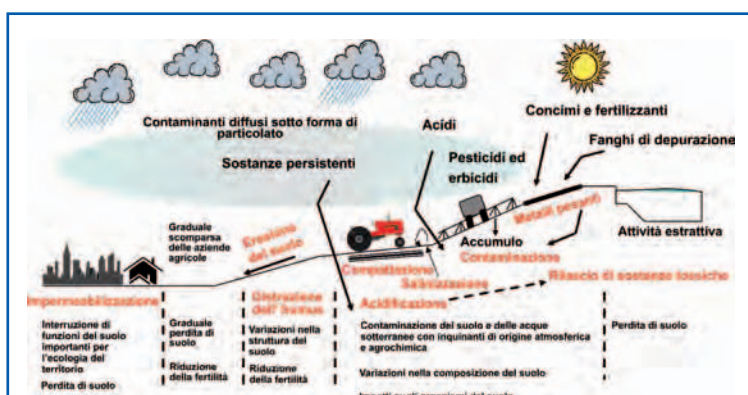 Contaminanti diffusi sotto forma di
particolato
Acidi
Concimi e fertilizzanti
Fanghi di depurazione
Sostanze persistenti
Pesticidi ed
erbicidi
Metalli pesanti
Graduale
scomparsa
delle aziende
agricole
Erosione
del suolo
Accumulo
Contaminazione
Attività estrattiva
Compattazione
Salinizzazione
Rilascio di sostanze tossiche
Impermeabilizzazione
Distruzione
dell' humus
Acidificazione
Interruzione di
funzioni del suolo
importanti per
l'ecologia del
territorio
Perdita di suolo
Graduale
perdita di
suolo
Riduzione
della fertilità
Variazioni nella
struttura del
suolo
Riduzione
della fertilità
Contaminazione del suolo e delle acque
sotterranee con inquinanti di origine atmosferica
e agrochimica
Variazioni nella composizione del suolo
Perdita di suolo